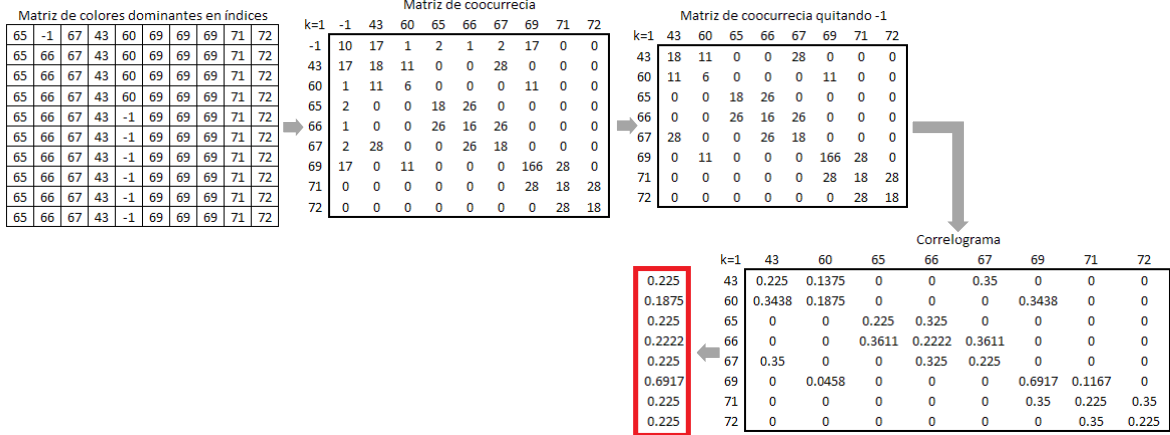 Matriz de colores dominantes en índices
65 -1 67 43 60 69 69 69 71 72
65 66 67 43 60 69 69 69 71 72
65 66 67 43 60 69 69 69 71 72
65 66 67 43 60 69 69 69 71 72
65 66 67 43 -1 69 69 69 71 72
65 66 67 43 -1 69 69 69 71 72
65 66 67 43 -1 69 69 69 71 72
65 66 67 43 -1 69 69 69 71 72
65 66 67 43 -1 69 69 69 71 72
65 66 67 43 -1 69 69 69 71 72
Matriz de coocurrecia
k=1 -1 43 60 65 66 67 69 71 72
-1 10 17 1 2 1 2 17 0 0
43 17 18 11 0 0 28 0 0 0
60 1 11 6 0 0 0 11 0 0
65 2 0 0 18 26 0 0 0 0
66 1 0 0 26 16 26 0 0 0
67 2 28 0 0 26 18 0 0 0
69 17 0 11 0 0 0 166 28 0
71 0 0 0 0 0 0 28 18 28
72 0 0 0 0 0 0 0 28 18
Matriz de coocurrecia quitando -1
k=1 43 60 65 66 67 69 71 72
43 18 11 0 0 28 0 0 0
60 11 6 0 0 0 11 0 0
65 0 0 18 26 0 0 0 0
66 0 0 26 16 26 0 0 0
67 28 0 0 26 18 0 0 0
69 0 11 0 0 0 166 28 0
71 0 0 0 0 0 28 18 28
72 0 0 0 0 0 0 28 18
Correlograma
k=1 43 60 65 66 67 69 71 72
43 0.225 0.1375 0 0 0.35 0 0 0
60 0.3438 0.1875 0 0 0 0.3438 0 0
65 0 0 0.225 0.325 0 0 0 0
66 0 0 0.3611 0.2222 0.3611 0 0 0
67 0.35 0 0 0.325 0.225 0 0 0
69 0 0.0458 0 0 0 0.6917 0.1167 0
71 0 0 0 0 0 0.35 0.225 0.35
72 0 0 0 0 0 0 0.35 0.225
0.225
0.1875
0.225
0.2222
0.225
0.6917
0.225
0.225